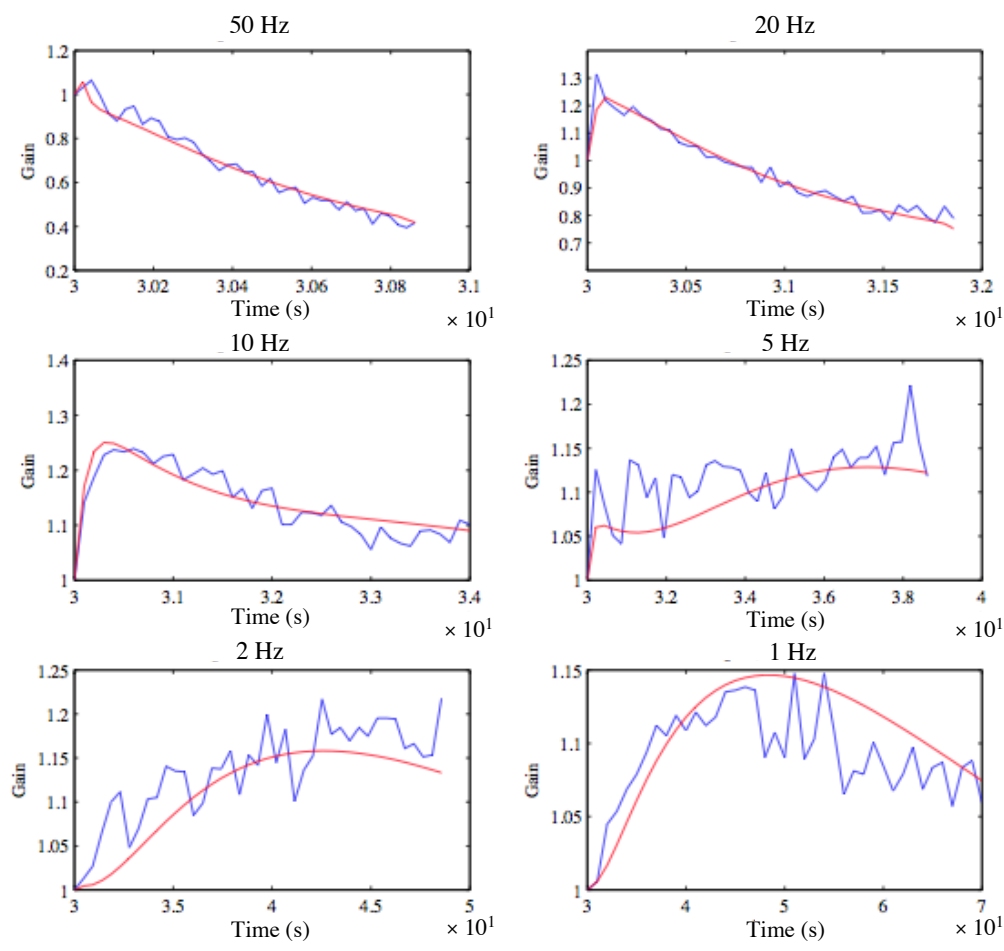 50 Hz
1.2
1
0.8
0.6
0.4
0.2
Gain
3 3.02 3.04 3.06 3.08 3.1
Time (s)
× 10¹
20 Hz
1.3
1.2
1.1
1
0.9
0.8
0.7
Gain
3 3.05 3.1 3.15 3.2
Time (s)
× 10¹
10 Hz
1.4
1.3
1.2
1.1
1
Gain
3 3.1 3.2 3.3 3.4
Time (s)
× 10¹
5 Hz
1.25
1.2
1.15
1.1
1.05
1
Gain
3 3.2 3.4 3.6 3.8 4
Time (s)
× 10¹
2 Hz
1.25
1.2
1.15
1.1
1.05
1
Gain
3 3.5 4 4.5 5
Time (s)
× 10¹
1 Hz
1.15
1.1
1.05
1
Gain
3 4 5 6 7
Time (s)
× 10¹